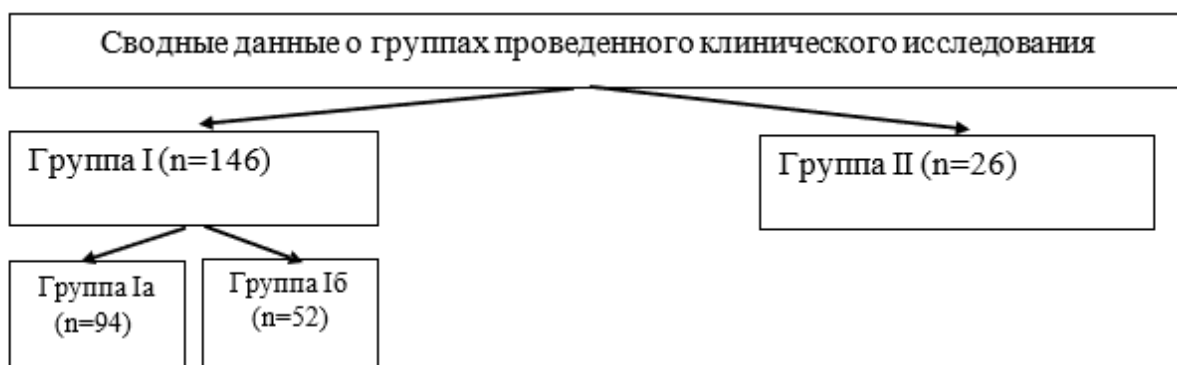 Сводные данные о группах проведенного клинического исследования
Группа I (n=146)
Группа II (n=26)
Группа Iа
(n=94)
Группа Iб
(n=52)